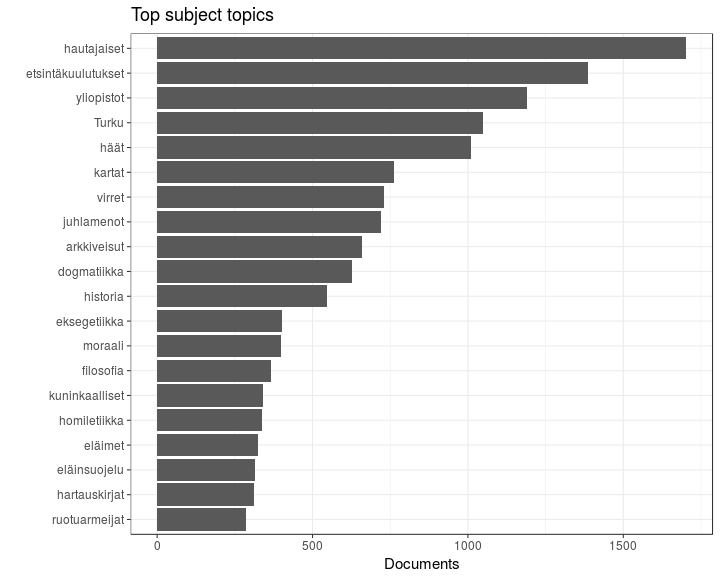 Top subject topics
hautajaiset
etsintäkuulutukset
yliopistot
Turku
häät
kartat
virret
juhlamenot
arkkiveisut
dogmatiikka
historia
eksegetiikka
moraali
filosofia
kuninkaalliset
homiletiikka
eläimet
eläinsuojelu
hartauskirjat
ruotuarmeijat
0 500 1000 1500
Documents